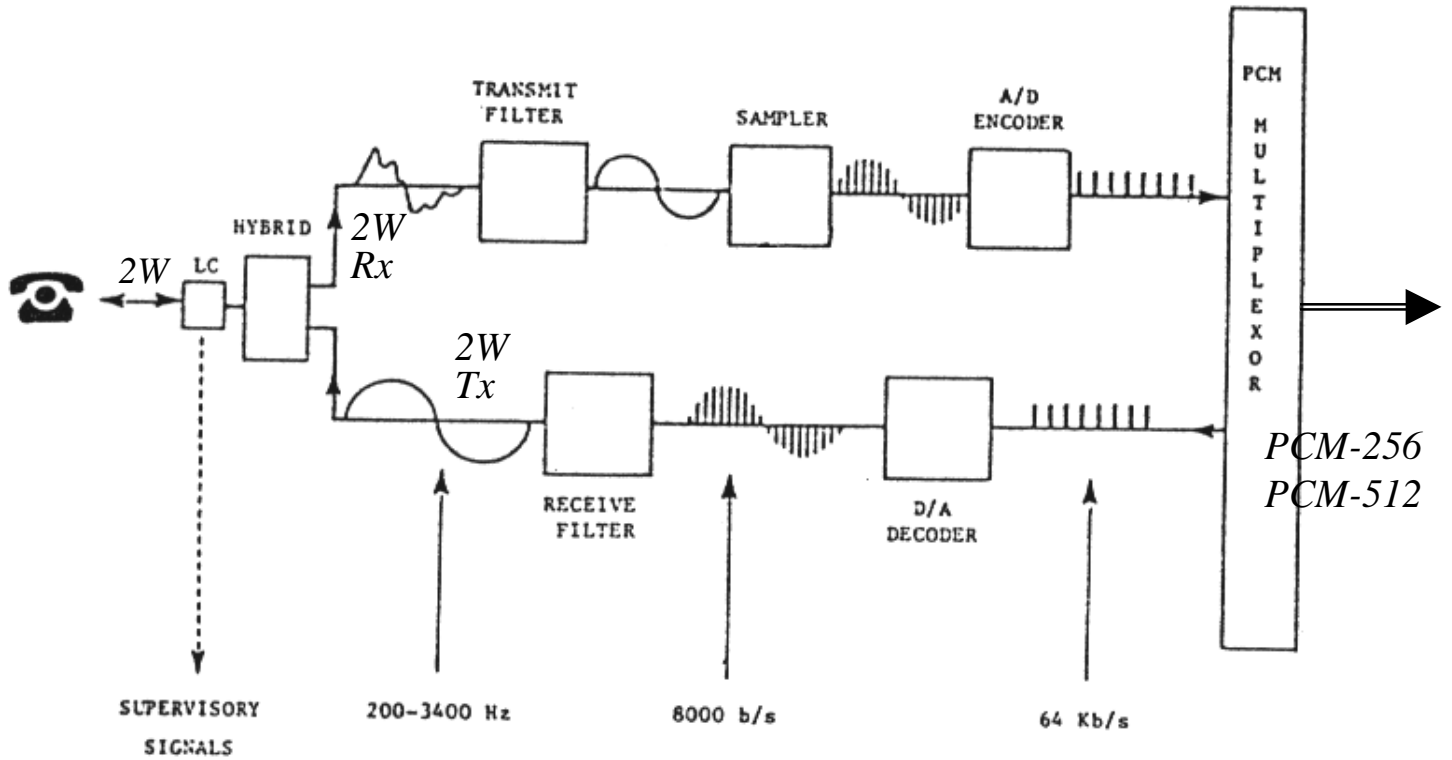 TRANSMIT
FILTER
SAMPLER
A/D
ENCODER
PCM
MULTIPLEXOR
HYBRID
2W
Rx
2W
LC
2W
Tx
RECEIVE
FILTER
D/A
DECODER
PCM-256
PCM-512
SUPERVISORY
SIGNALS
200-3400 Hz
8000 b/s
64 Kb/s